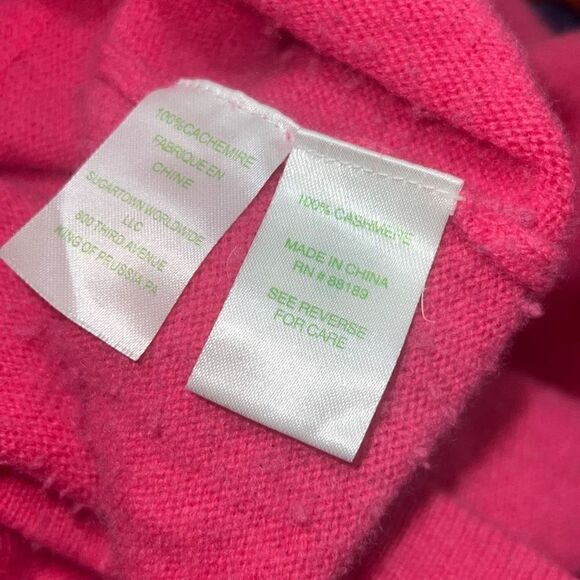 100% CACHEMIRE
FABRIQUE EN
CHINE
SUGARTOWN WORLDWIDE
LLC
800 THIRD AVENUE
KING OF PRUSSIA, PA
100% CASHMERE
MADE IN CHINA
RN # 88189
SEE REVERSE
FOR CARE